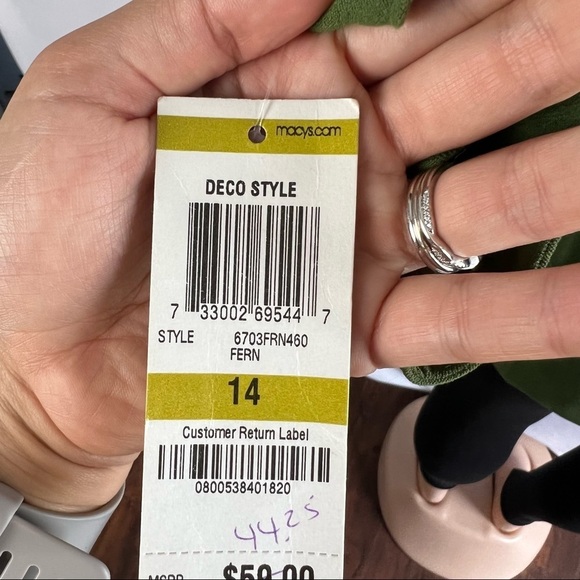 macys.com
DECO STYLE
7 33002 69544 7
STYLE 6703FRN460
FERN
14
Customer Return Label
0800538401820
44.25
MSRP $59.00